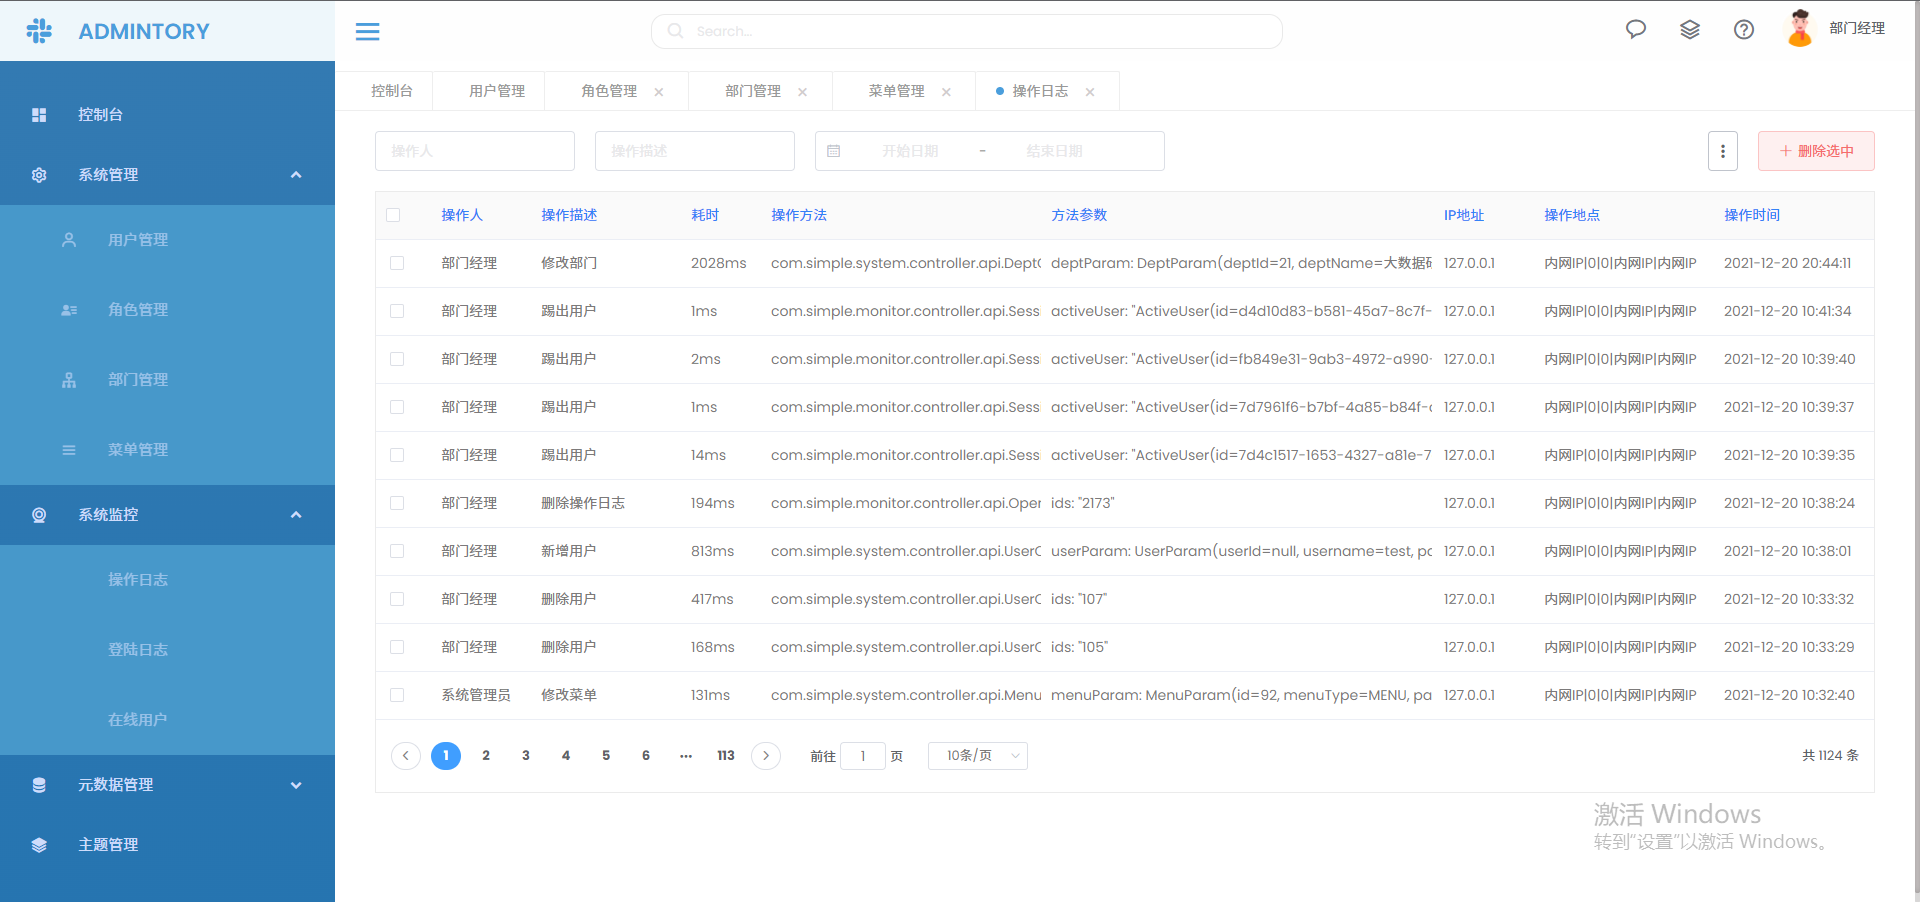 ADMINTORY
Search...
部门经理
控制台
用户管理
角色管理
部门管理
菜单管理
操作日志
控制台
系统管理
用户管理
角色管理
部门管理
菜单管理
系统监控
操作日志
登陆日志
在线用户
元数据管理
主题管理
操作人 操作描述 开始日期 - 结束日期 删除选中
操作人 操作描述 耗时 操作方法 方法参数 IP地址 操作地点 操作时间
部门经理 修改部门 2028ms com.simple.system.controller.api.Dept deptParam: DeptParam(deptId=21, deptName=大数据研 127.0.0.1 内网IP|0|0|内网IP|内网IP 2021-12-20 20:44:11
部门经理 踢出用户 1ms com.simple.monitor.controller.api.Sess activeUser: "ActiveUser(id=d4d10d83-b581-45a7-8c7f- 127.0.0.1 内网IP|0|0|内网IP|内网IP 2021-12-20 10:41:34
部门经理 踢出用户 2ms com.simple.monitor.controller.api.Sess activeUser: "ActiveUser(id=fb849e31-9ab3-4972-a990- 127.0.0.1 内网IP|0|0|内网IP|内网IP 2021-12-20 10:39:40
部门经理 踢出用户 1ms com.simple.monitor.controller.api.Sess activeUser: "ActiveUser(id=7d7961f6-b7bf-4a85-b84f- 127.0.0.1 内网IP|0|0|内网IP|内网IP 2021-12-20 10:39:37
部门经理 踢出用户 14ms com.simple.monitor.controller.api.Sess activeUser: "ActiveUser(id=7d4c1517-1653-4327-a81e-7 127.0.0.1 内网IP|0|0|内网IP|内网IP 2021-12-20 10:39:35
部门经理 删除操作日志 194ms com.simple.monitor.controller.api.Oper ids: "2173" 127.0.0.1 内网IP|0|0|内网IP|内网IP 2021-12-20 10:38:24
部门经理 新增用户 813ms com.simple.system.controller.api.UserC userParam: UserParam(userId=null, username=test, pa 127.0.0.1 内网IP|0|0|内网IP|内网IP 2021-12-20 10:38:01
部门经理 删除用户 417ms com.simple.system.controller.api.UserC ids: "107" 127.0.0.1 内网IP|0|0|内网IP|内网IP 2021-12-20 10:33:32
部门经理 删除用户 168ms com.simple.system.controller.api.UserC ids: "105" 127.0.0.1 内网IP|0|0|内网IP|内网IP 2021-12-20 10:33:29
系统管理员 修改菜单 131ms com.simple.system.controller.api.Menu menuParam: MenuParam(id=92, menuType=MENU, pa 127.0.0.1 内网IP|0|0|内网IP|内网IP 2021-12-20 10:32:40
1 2 3 4 5 6 ... 113 前往 1 页 10条/页 共 1124 条
激活 Windows
转到“设置”以激活 Windows。